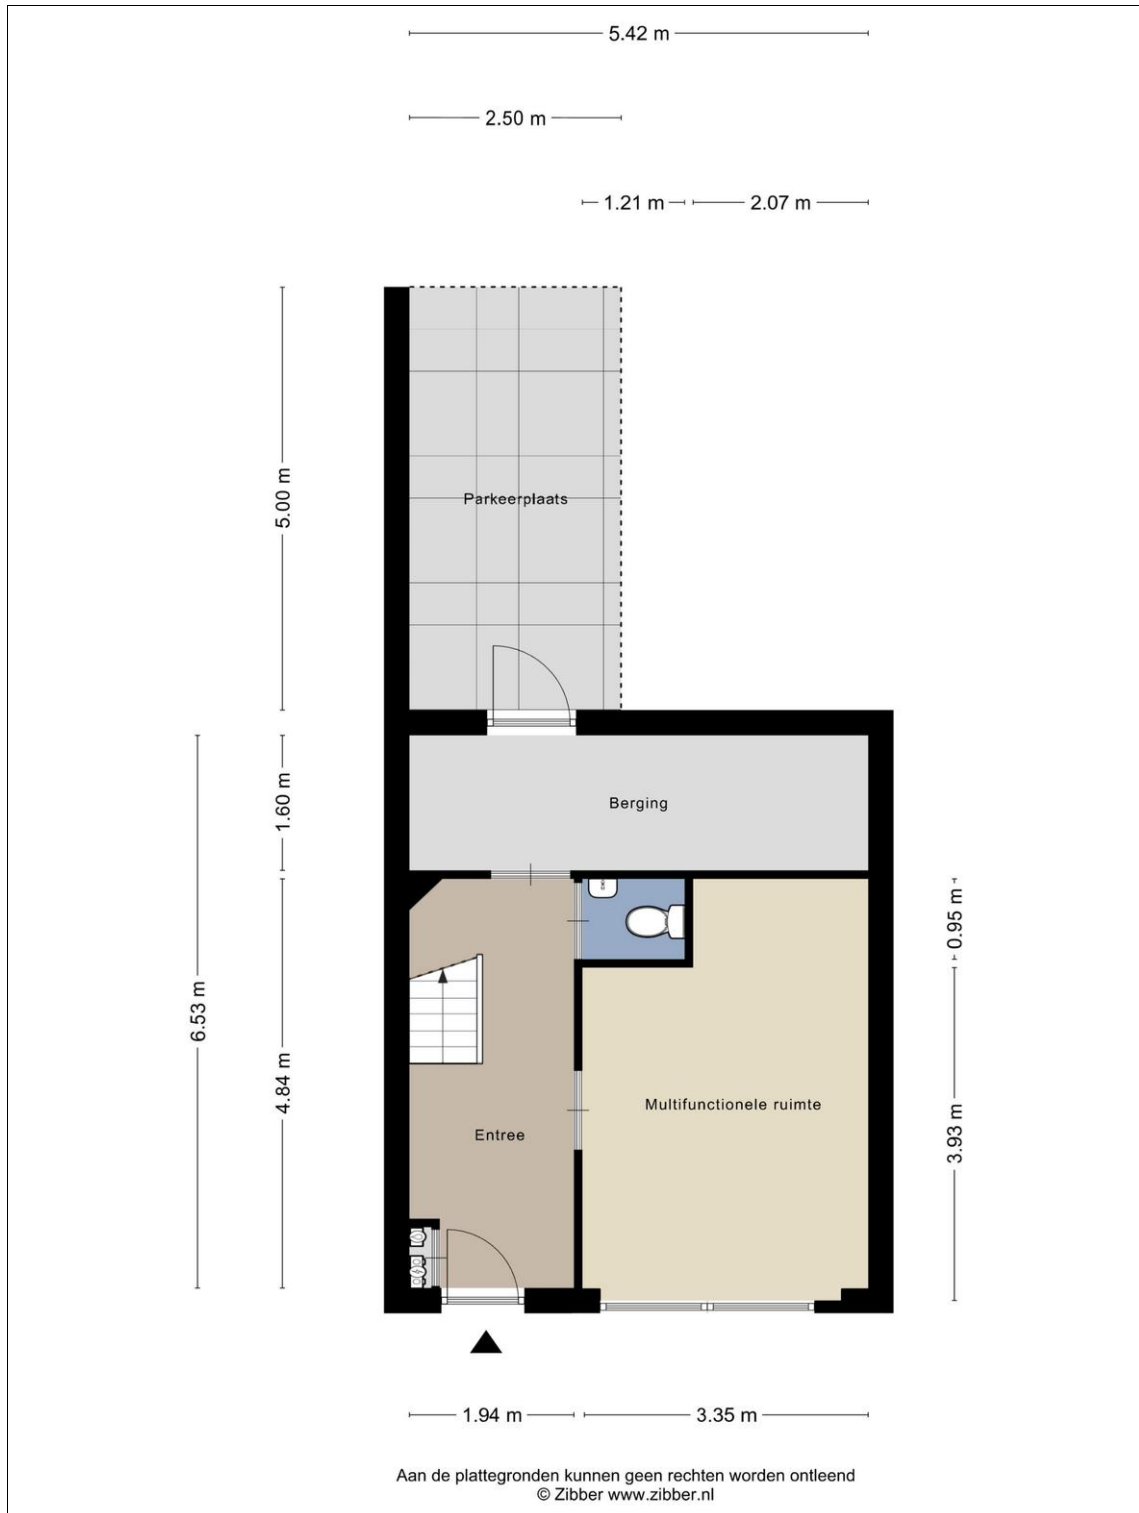 5.42 m
2.50 m
1.21 m
2.07 m
5.00 m
Parkeerplaats
1.60 m
Berging
0.95 m
6.53 m
4.84 m
Multifunctionele ruimte
3.93 m
Entree
1.94 m
3.35 m
Aan de plattegronden kunnen geen rechten worden ontleend
© Zibber www.zibber.nl